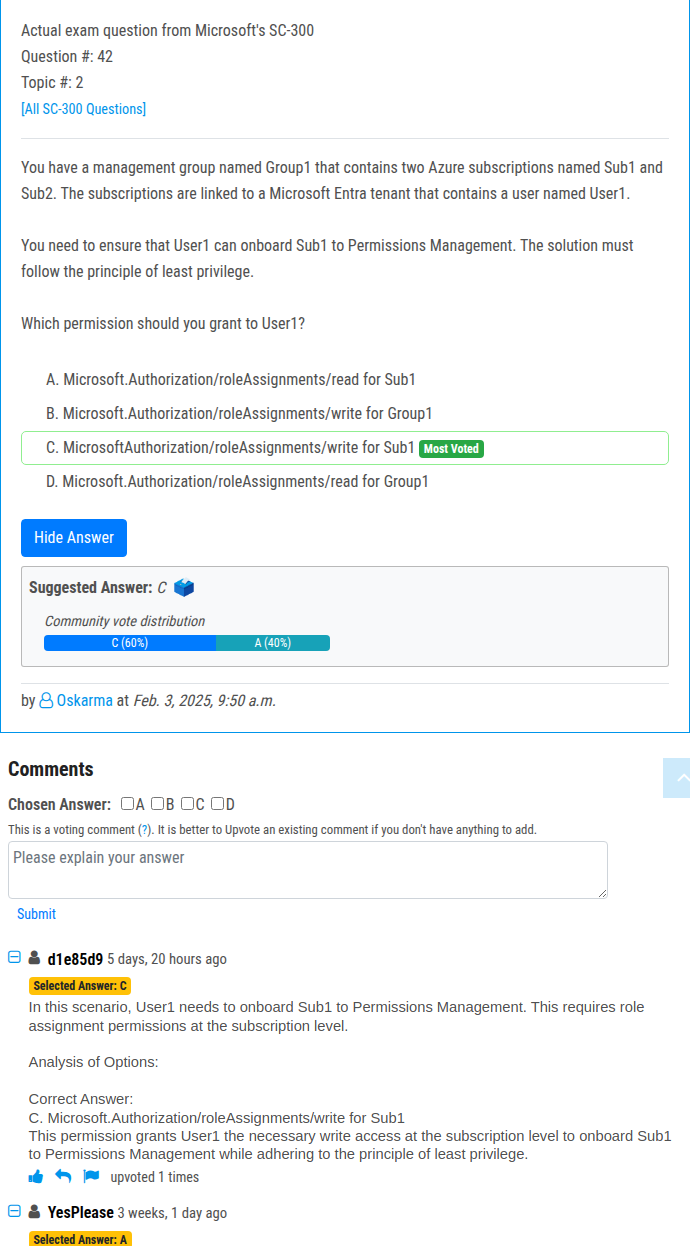 Actual exam question from Microsoft's SC-300
Question #: 42
Topic #: 2
[All SC-300 Questions]
You have a management group named Group1 that contains two Azure subscriptions named Sub1 and
Sub2. The subscriptions are linked to a Microsoft Entra tenant that contains a user named User1.
You need to ensure that User1 can onboard Sub1 to Permissions Management. The solution must
follow the principle of least privilege.
Which permission should you grant to User1?
A. Microsoft.Authorization/roleAssignments/read for Sub1
B. Microsoft.Authorization/roleAssignments/write for Group1
C. MicrosoftAuthorization/roleAssignments/write for Sub1 Most Voted
D. Microsoft.Authorization/roleAssignments/read for Group1
Hide Answer
Suggested Answer: C
Community vote distribution
C (60%) A (40%)
by Oskarma at Feb. 3, 2025, 9:50 a.m.
Comments
Chosen Answer: A B C D
This is a voting comment (?). It is better to Upvote an existing comment if you don't have anything to add.
Please explain your answer
Submit
d1e85d9 5 days, 20 hours ago
Selected Answer: C
In this scenario, User1 needs to onboard Sub1 to Permissions Management. This requires role
assignment permissions at the subscription level.
Analysis of Options:
Correct Answer:
C. Microsoft.Authorization/roleAssignments/write for Sub1
This permission grants User1 the necessary write access at the subscription level to onboard Sub1
to Permissions Management while adhering to the principle of least privilege.
upvoted 1 times
YesPlease 3 weeks, 1 day ago
Selected Answer: A